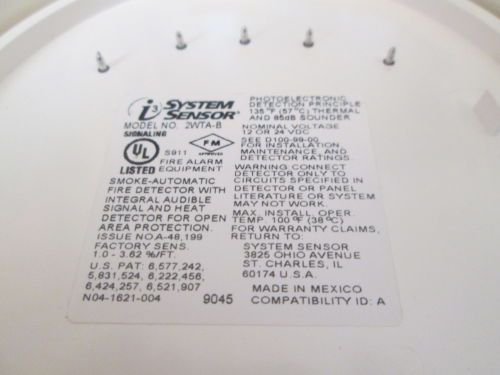 i3 SYSTEM
SENSOR®
MODEL NO. 2WTA-B
SIGNALING
UL
LISTED
S911
FIRE ALARM
EQUIPMENT
FM
APPROVED
SMOKE-AUTOMATIC
FIRE DETECTOR WITH
INTEGRAL AUDIBLE
SIGNAL AND HEAT
DETECTOR FOR OPEN
AREA PROTECTION.
ISSUE NO.A-48,199
FACTORY SENS.
1.0 - 3.62 %/FT.
U.S. PAT: 6,577,242,
5,831,524, 6,222,456,
6,424,257, 6,521,907
N04-1621-004 9045
PHOTOELECTRONIC
DETECTION PRINCIPLE
135°F (57°C) THERMAL
AND 85dB SOUNDER
NOMINAL VOLTAGE
12 OR 24 VDC
SEE D100-99-00
FOR INSTALLATION,
MAINTENANCE, AND
DETECTOR RATINGS.
WARNING:CONNECT
DETECTOR ONLY TO
CIRCUITS SPECIFIED IN
DETECTOR OR PANEL
LITERATURE OR SYSTEM
MAY NOT WORK.
MAX. INSTALL. OPER.
TEMP. 100°F (38°C)
FOR WARRANTY CLAIMS,
RETURN TO:
SYSTEM SENSOR
3825 OHIO AVENUE
ST. CHARLES, IL
60174 U.S.A.
MADE IN MEXICO
COMPATIBILITY ID: A